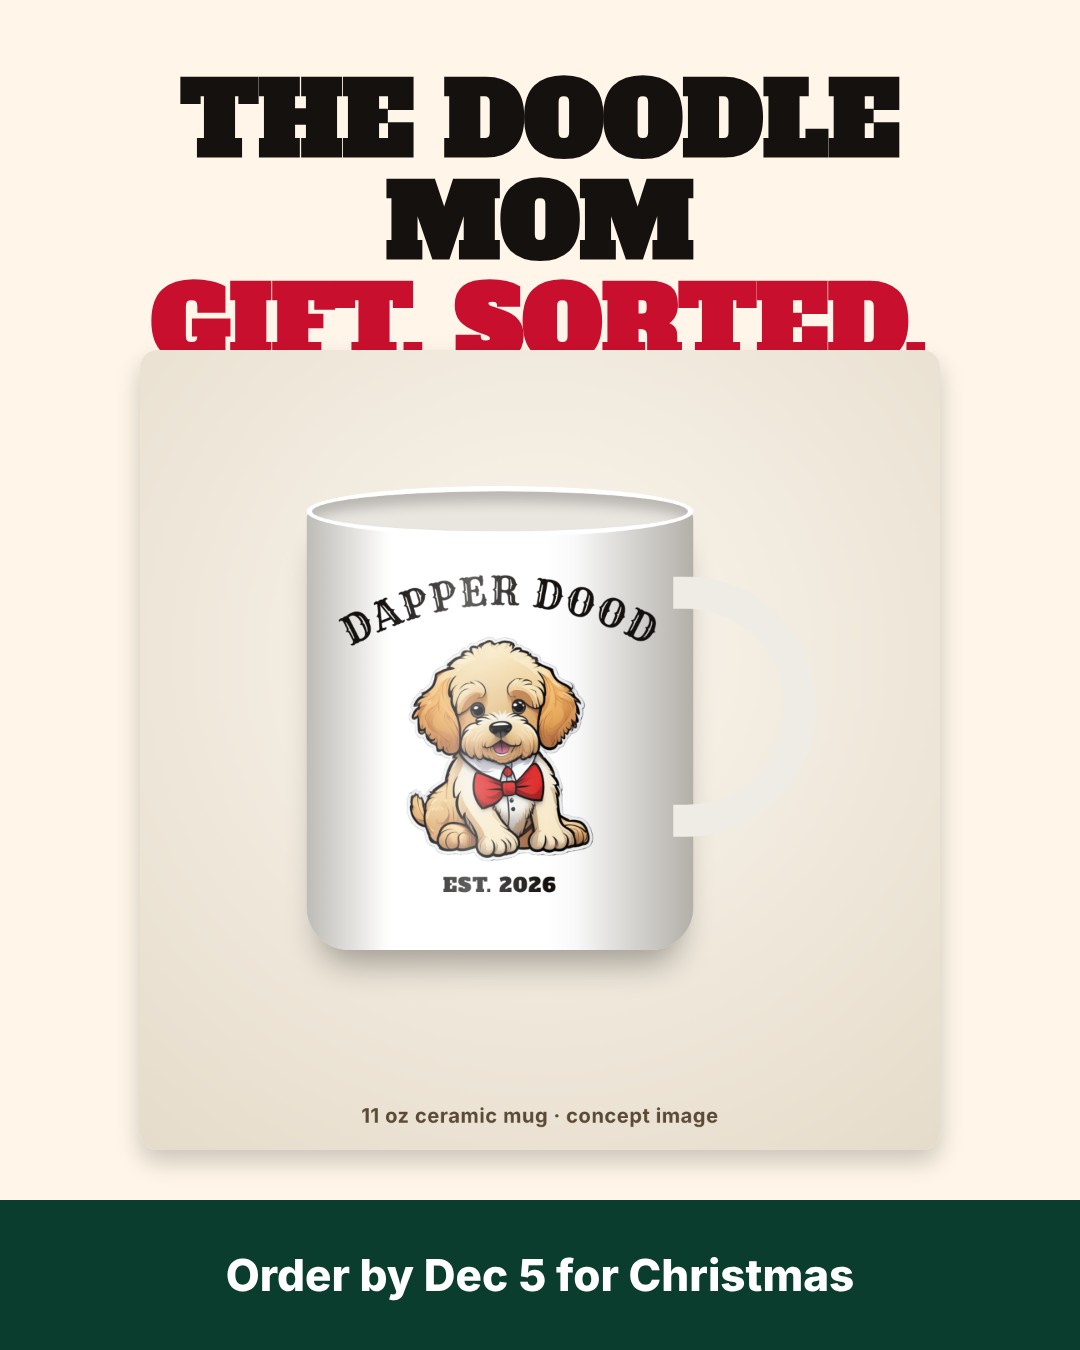 THE DOODLE
MOM
GIFT. SORTED.
DAPPER DOOD
EST. 2026
11 oz ceramic mug · concept image
Order by Dec 5 for Christmas